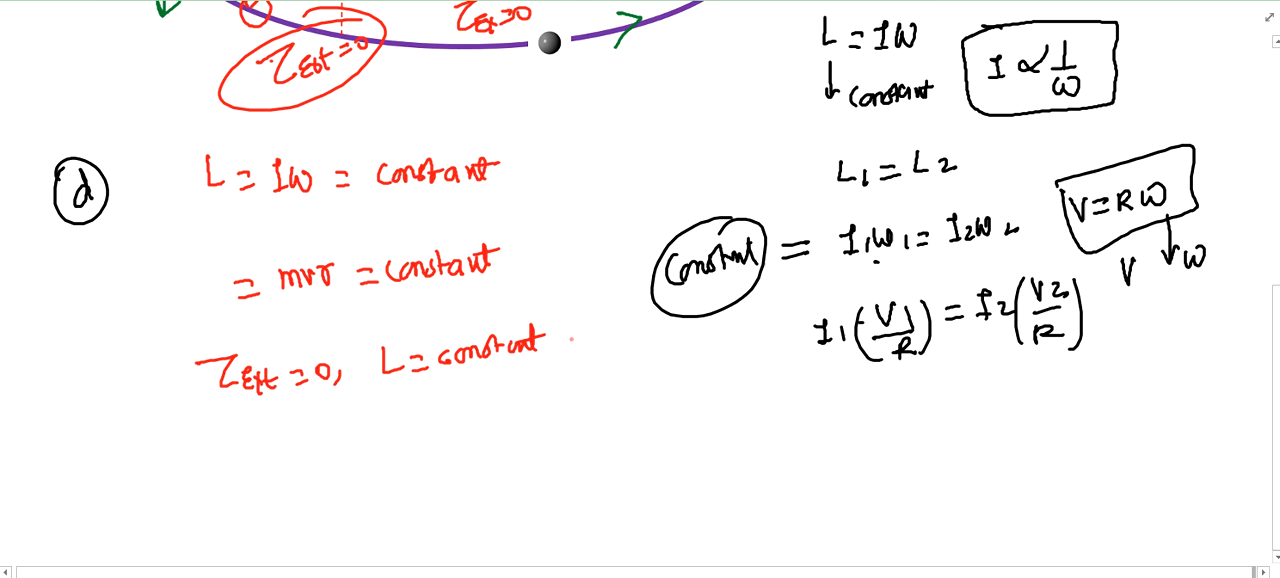 τExt=0
τExt=0
L = Iω
constant
I ∝ 1/ω
d
L = Iω = constant
= mvr = constant
τExt = 0, L = constant
L1 = L2
constant = I1ω1 = I2ω2
I1(V1/R) = I2(V2/R)
V = Rω
V ω